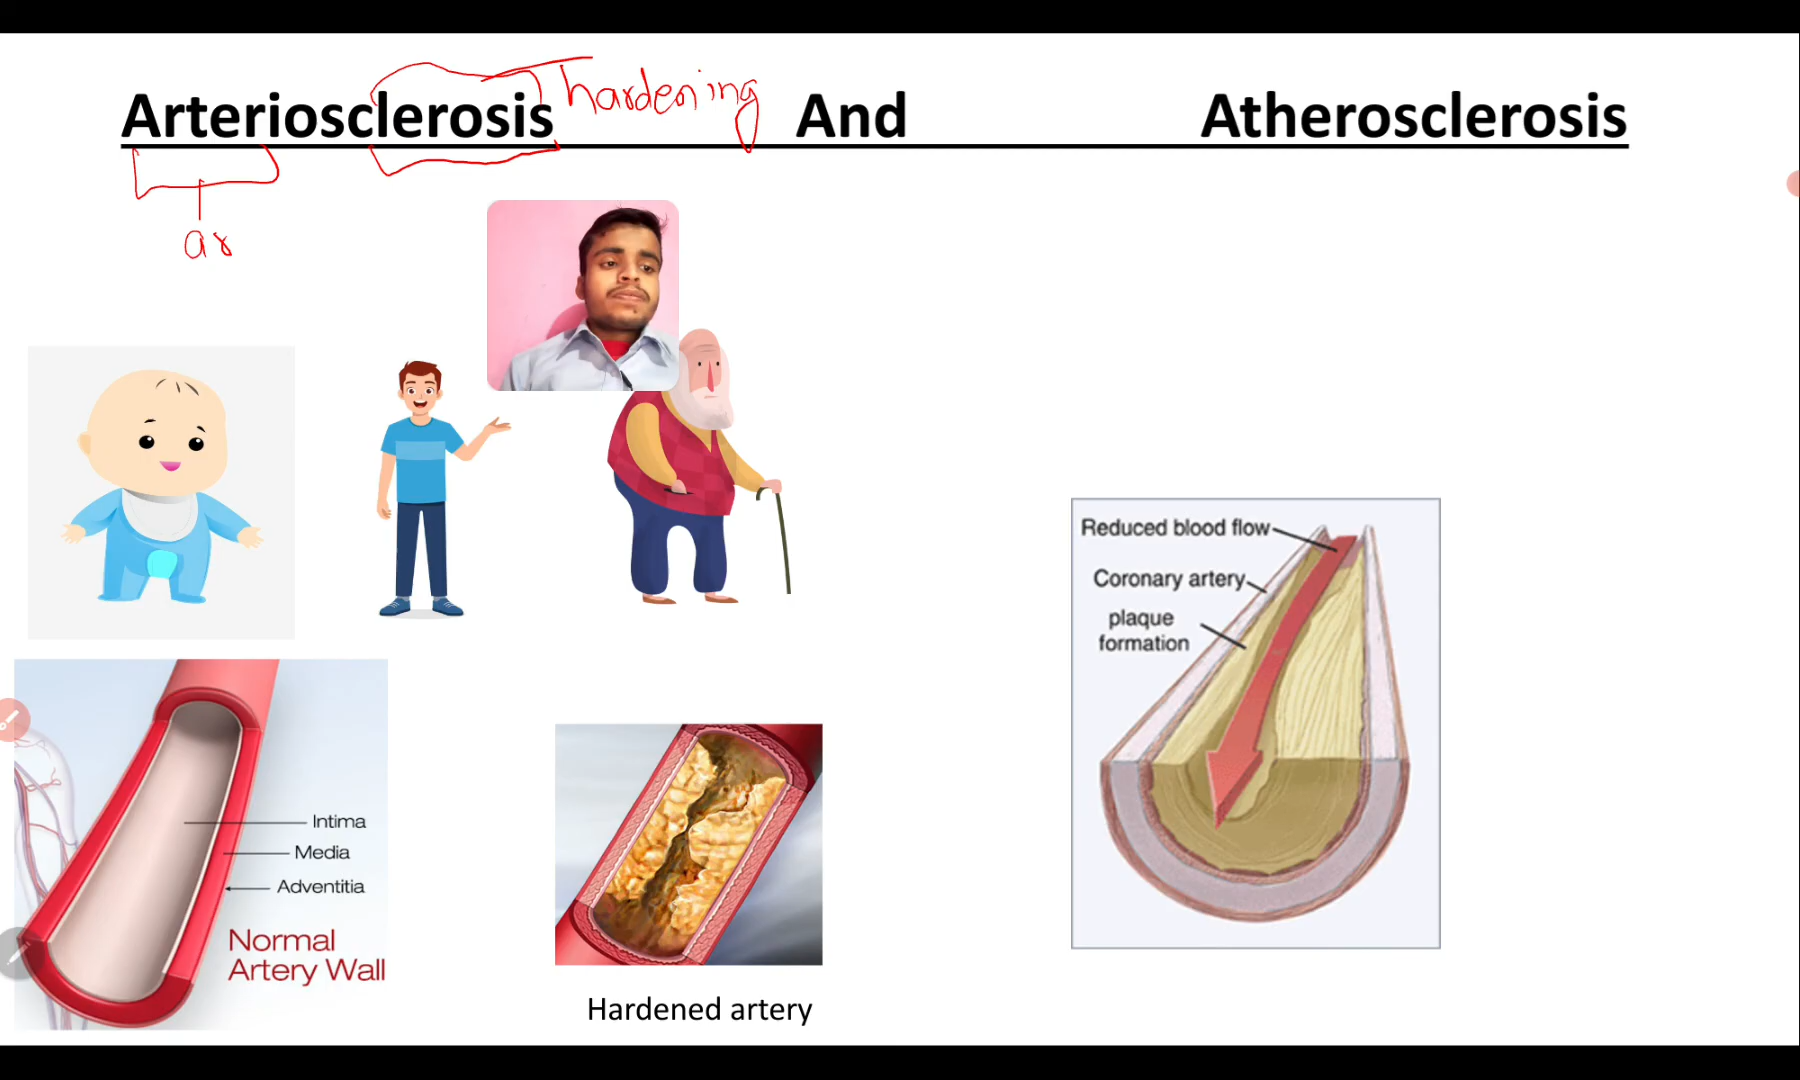 Arteriosclerosis hardening And Atherosclerosis
ar
Reduced blood flow
Coronary artery
plaque
formation
Intima
Media
Adventitia
Normal
Artery Wall
Hardened artery